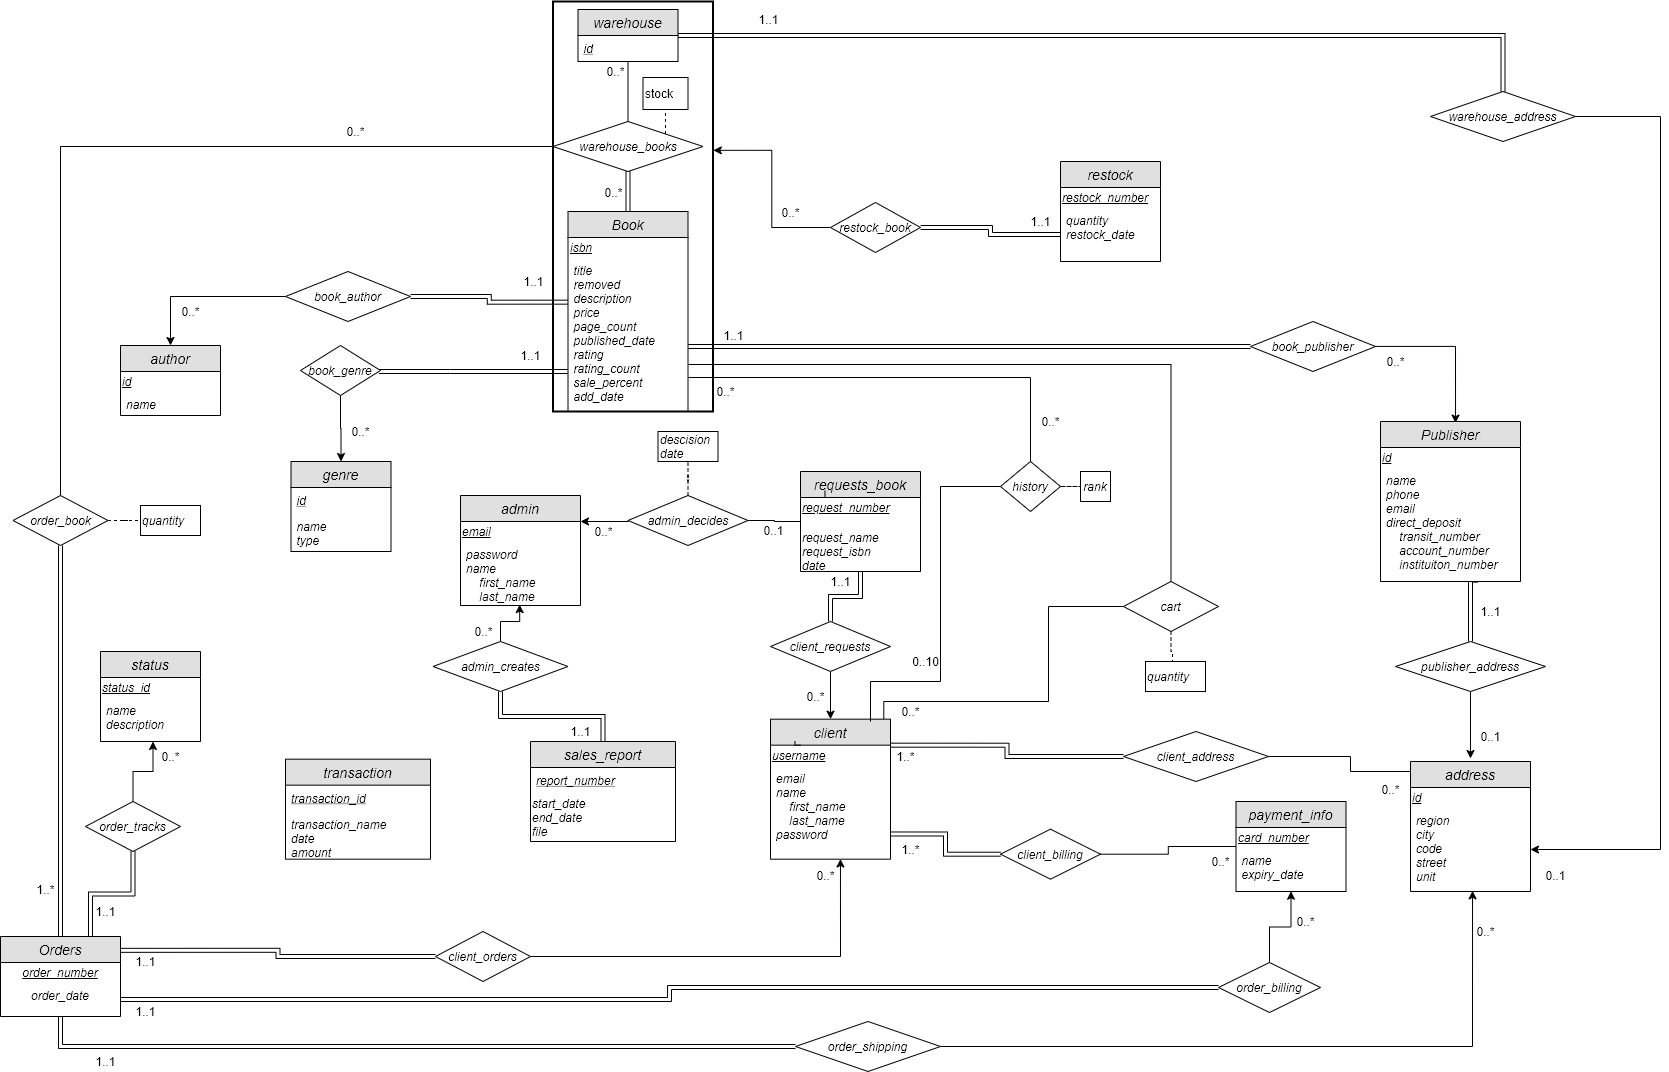 warehouse
id
0..*
stock
warehouse_books
0..*
1..1
warehouse_address
0..*
restock
restock_number
quantity
restock_date
1..1
restock_book
0..*
Book
isbn
title
removed
description
price
page_count
published_date
rating
rating_count
sale_percent
add_date
1..1
book_author
0..*
author
id
name
1..1
book_genre
0..*
genre
id
name
type
1..1
book_publisher
0..*
0..*
0..*
Publisher
id
name
phone
email
direct_deposit
transit_number
account_number
instituiton_number
1..1
publisher_address
0..1
history
rank
0..10
cart
quantity
0..*
descision
date
admin_decides
0..*
0..1
requests_book
request_number
request_name
request_isbn
date
1..1
client_requests
0..*
admin
email
password
name
first_name
last_name
0..*
admin_creates
1..1
sales_report
report_number
start_date
end_date
file
order_book
quantity
1..*
status
status_id
name
description
0..*
order_tracks
1..1
transaction
transaction_id
transaction_name
date
amount
client
username
email
name
first_name
last_name
password
1..*
client_address
0..*
address
id
region
city
code
street
unit
0..1
1..*
client_billing
0..*
payment_info
card_number
name
expiry_date
0..*
0..*
0..*
Orders
order_number
order_date
1..1
client_orders
1..1
order_billing
1..1
order_shipping